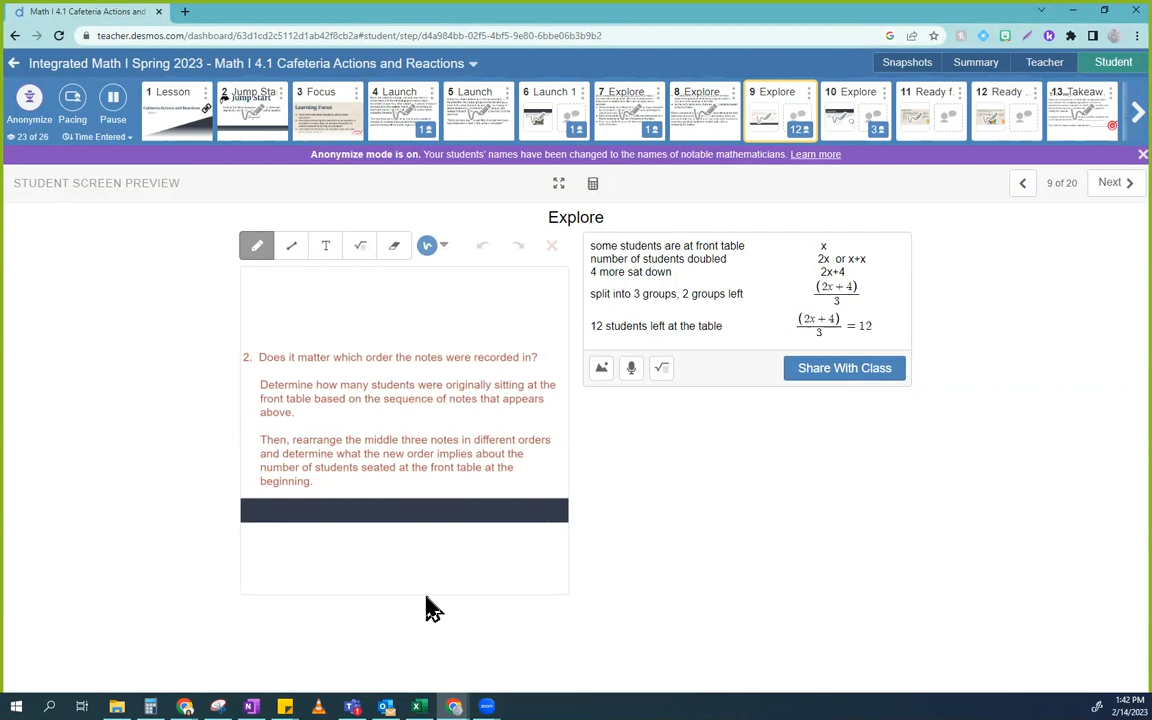 Math I 4.1 Cafeteria Actions and
teacher.desmos.com/dashboard/63d1cd2c5112d1ab42f8cb2a#student/step/d4a984bb-02f5-4bf5-9e80-6bbe06b3b9b2
Integrated Math I Spring 2023 - Math I 4.1 Cafeteria Actions and Reactions
Snapshots Summary Teacher Student
Anonymize Pacing Pause
23 of 26 Time Entered
1 Lesson
2 Jump Sta
3 Focus
4 Launch
5 Launch
6 Launch 1
7 Explore
8 Explore
9 Explore
10 Explore
11 Ready f.
12 Ready
13. Takeaw.
Jump Start
Learning Focus
1
1
1
12
3
Anonymize mode is on. Your students' names have been changed to the names of notable mathematicians. Learn more
STUDENT SCREEN PREVIEW
9 of 20 Next
Explore
T
2. Does it matter which order the notes were recorded in?
Determine how many students were originally sitting at the
front table based on the sequence of notes that appears
above.
Then, rearrange the middle three notes in different orders
and determine what the new order implies about the
number of students seated at the front table at the
beginning.
some students are at front table x
number of students doubled 2x or x+x
4 more sat down 2x+4
split into 3 groups, 2 groups left (2x + 4)/3
12 students left at the table (2x + 4)/3 = 12
Share With Class
1:42 PM
2/14/2023